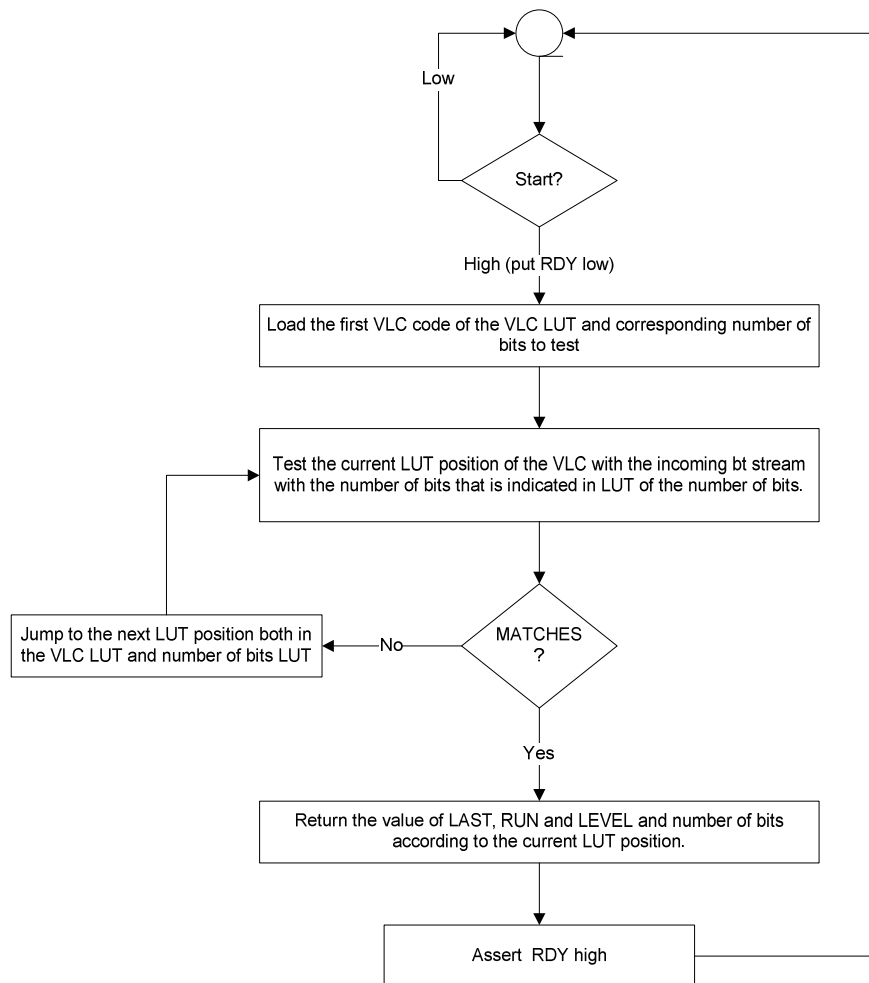 Low
Start?
High (put RDY low)
Load the first VLC code of the VLC LUT and corresponding number of
bits to test
Test the current LUT position of the VLC with the incoming bt stream
with the number of bits that is indicated in LUT of the number of bits.
Jump to the next LUT position both in
the VLC LUT and number of bits LUT
No
MATCHES
?
Yes
Return the value of LAST, RUN and LEVEL and number of bits
according to the current LUT position.
Assert RDY high